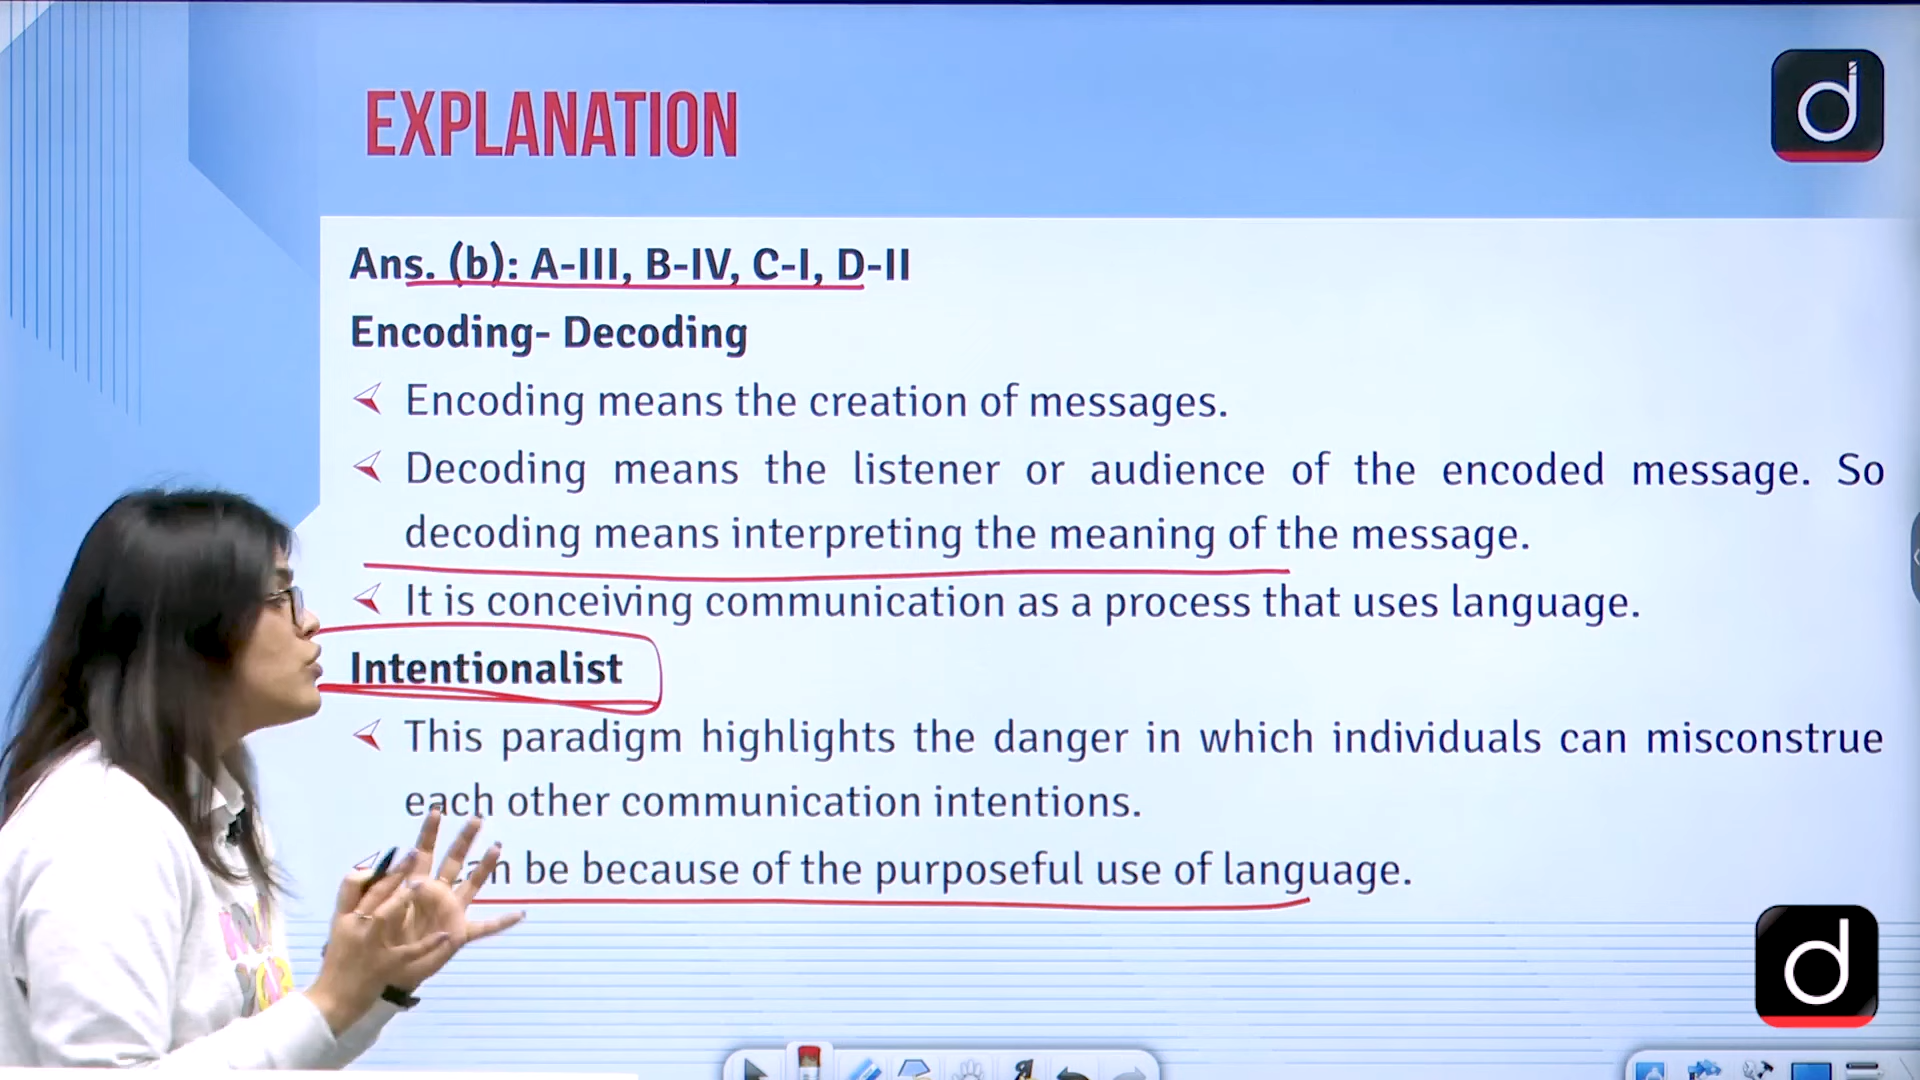 EXPLANATION
d
Ans. (b): A-III, B-IV, C-I, D-II
Encoding- Decoding
Encoding means the creation of messages.
Decoding means the listener or audience of the encoded message. So
decoding means interpreting the meaning of the message.
It is conceiving communication as a process that uses language.
Intentionalist
This paradigm highlights the danger in which individuals can misconstrue
each other communication intentions.
be because of the purposeful use of language.
d